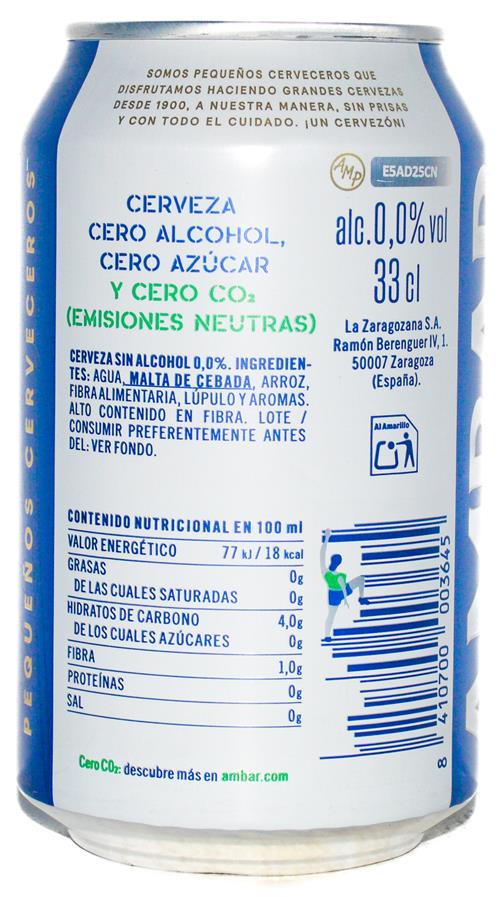 SOMOS PEQUEÑOS CERVECEROS QUE
DISFRUTAMOS HACIENDO GRANDES CERVEZAS
DESDE 1900, A NUESTRA MANERA, SIN PRISAS
Y CON TODO EL CUIDADO. ¡UN CERVEZÓN!
AMP
E5AD25CN
CERVEZA
CERO ALCOHOL,
CERO AZÚCAR
Y CERO CO₂
(EMISIONES NEUTRAS)
alc.0,0% vol
33 cl
La Zaragozana S.A.
Ramón Berenguer IV, 1.
50007 Zaragoza
(España).
CERVEZA SIN ALCOHOL 0,0%. INGREDIEN-
TES: AGUA, MALTA DE CEBADA, ARROZ,
FIBRA ALIMENTARIA, LÚPULO Y AROMAS.
ALTO CONTENIDO EN FIBRA. LOTE /
CONSUMIR PREFERENTEMENTE ANTES
DEL: VER FONDO.
Al Amarillo
CONTENIDO NUTRICIONAL EN 100 ml
VALOR ENERGÉTICO 77 kJ / 18 kcal
GRASAS 0g
DE LAS CUALES SATURADAS 0g
HIDRATOS DE CARBONO 4,0g
DE LOS CUALES AZÚCARES 0g
FIBRA 1,0g
PROTEÍNAS 0g
SAL 0g
Cero CO₂: descubre más en ambar.com
8 410700 003645
PEQUEÑOS CERVECEROS